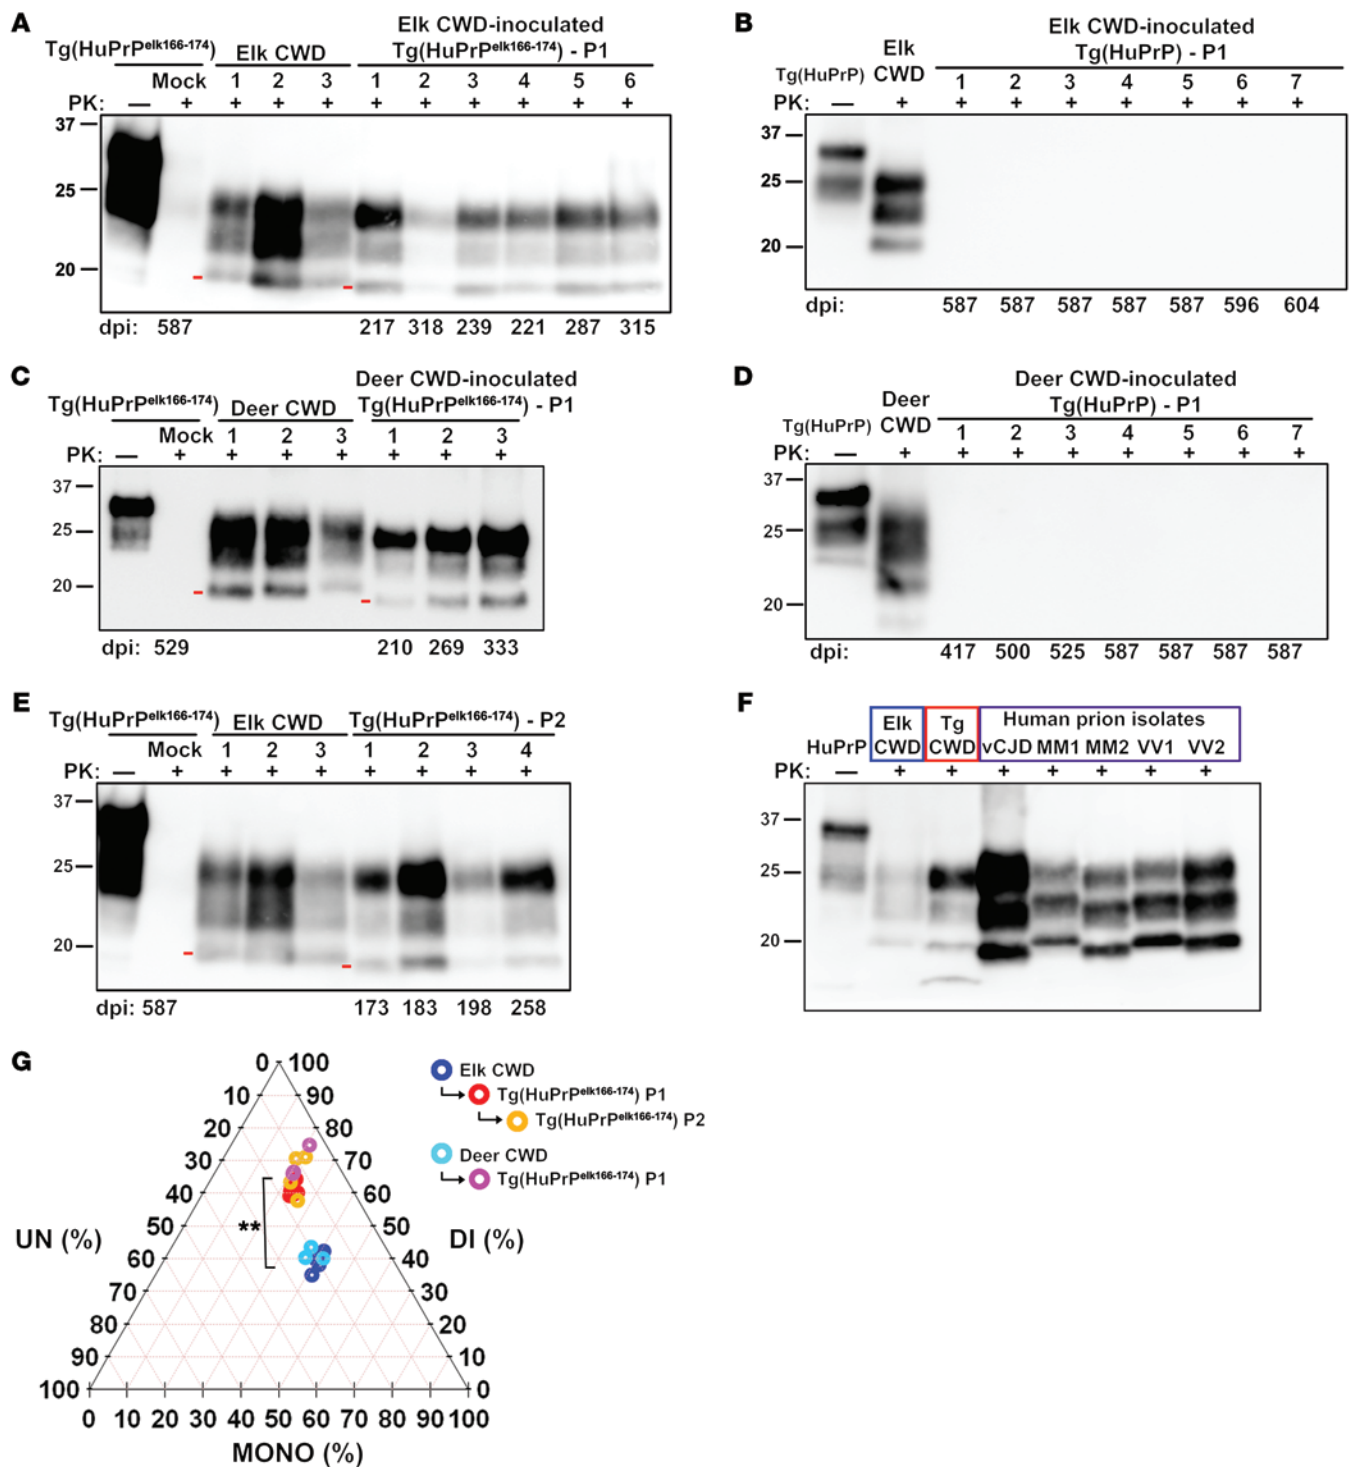 A
Tg(HuPrPelk166-174)
Elk CWD
Elk CWD-inoculated
Tg(HuPrPelk166-174) - P1
Mock 1 2 3 1 2 3 4 5 6
PK: — + + + + + + + + + +
37
25
20
dpi: 587 217 318 239 221 287 315
B
Tg(HuPrP)
Elk
CWD
Elk CWD-inoculated
Tg(HuPrP) - P1
1 2 3 4 5 6 7
PK: — + + + + + + + +
37
25
20
dpi: 587 587 587 587 587 596 604
C
Tg(HuPrPelk166-174)
Deer CWD
Deer CWD-inoculated
Tg(HuPrPelk166-174) - P1
Mock 1 2 3 1 2 3
PK: — + + + + + + +
37
25
20
dpi: 529 210 269 333
D
Tg(HuPrP)
Deer
CWD
Deer CWD-inoculated
Tg(HuPrP) - P1
1 2 3 4 5 6 7
PK: — + + + + + + + +
37
25
20
dpi: 417 500 525 587 587 587 587
E
Tg(HuPrPelk166-174)
Elk CWD
Tg(HuPrPelk166-174) - P2
Mock 1 2 3 1 2 3 4
PK: — + + + + + + + +
37
25
20
dpi: 587 173 183 198 258
F
HuPrP
Elk
CWD
Tg
CWD
Human prion isolates
vCJD MM1 MM2 VV1 VV2
PK: — + + + + + + +
37
25
20
G
0 100
10 90
20 80
30 70
40 60
50 50
60 40
70 30
80 20
90 10
100 0
UN (%)
DI (%)
**
0 10 20 30 40 50 60 70 80 90 100
MONO (%)
Elk CWD
Tg(HuPrPelk166-174) P1
Tg(HuPrPelk166-174) P2
Deer CWD
Tg(HuPrPelk166-174) P1